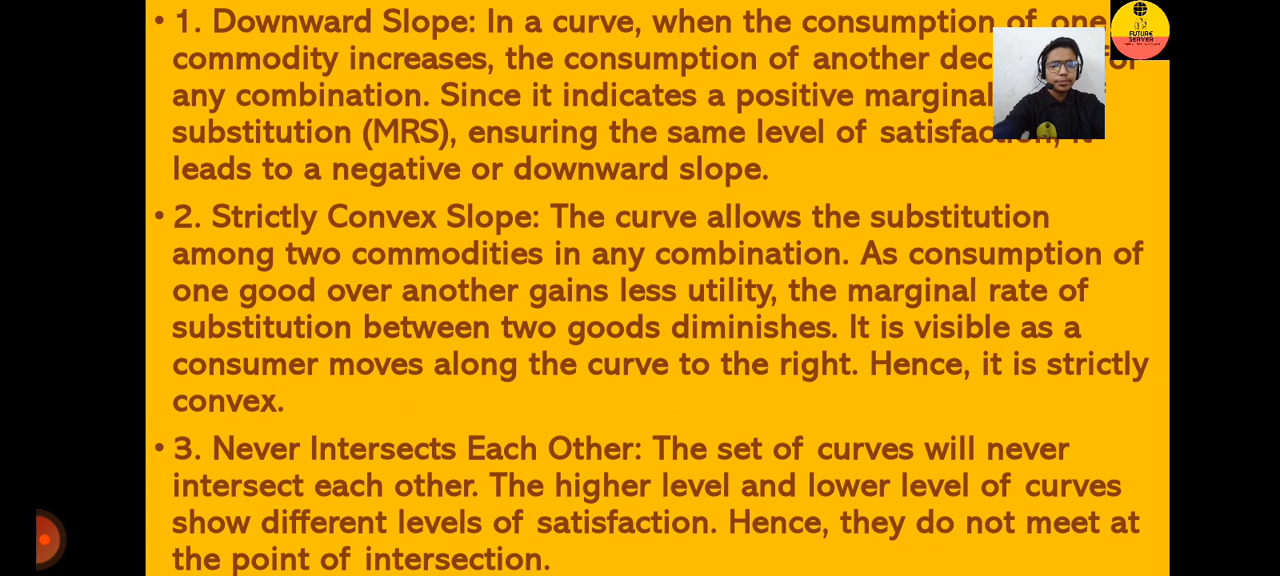 • 1. Downward Slope: In a curve, when the consumption of one
commodity increases, the consumption of another
any combination. Since it indicates a positive marginal
substitution (MRS), ensuring the same level of
leads to a negative or downward slope.
• 2. Strictly Convex Slope: The curve allows the substitution
among two commodities in any combination. As consumption of
one good over another gains less utility, the marginal rate of
substitution between two goods diminishes. It is visible as a
consumer moves along the curve to the right. Hence, it is strictly
convex.
• 3. Never Intersects Each Other: The set of curves will never
intersect each other. The higher level and lower level of curves
show different levels of satisfaction. Hence, they do not meet at
the point of intersection.
FUTURE
SERVER